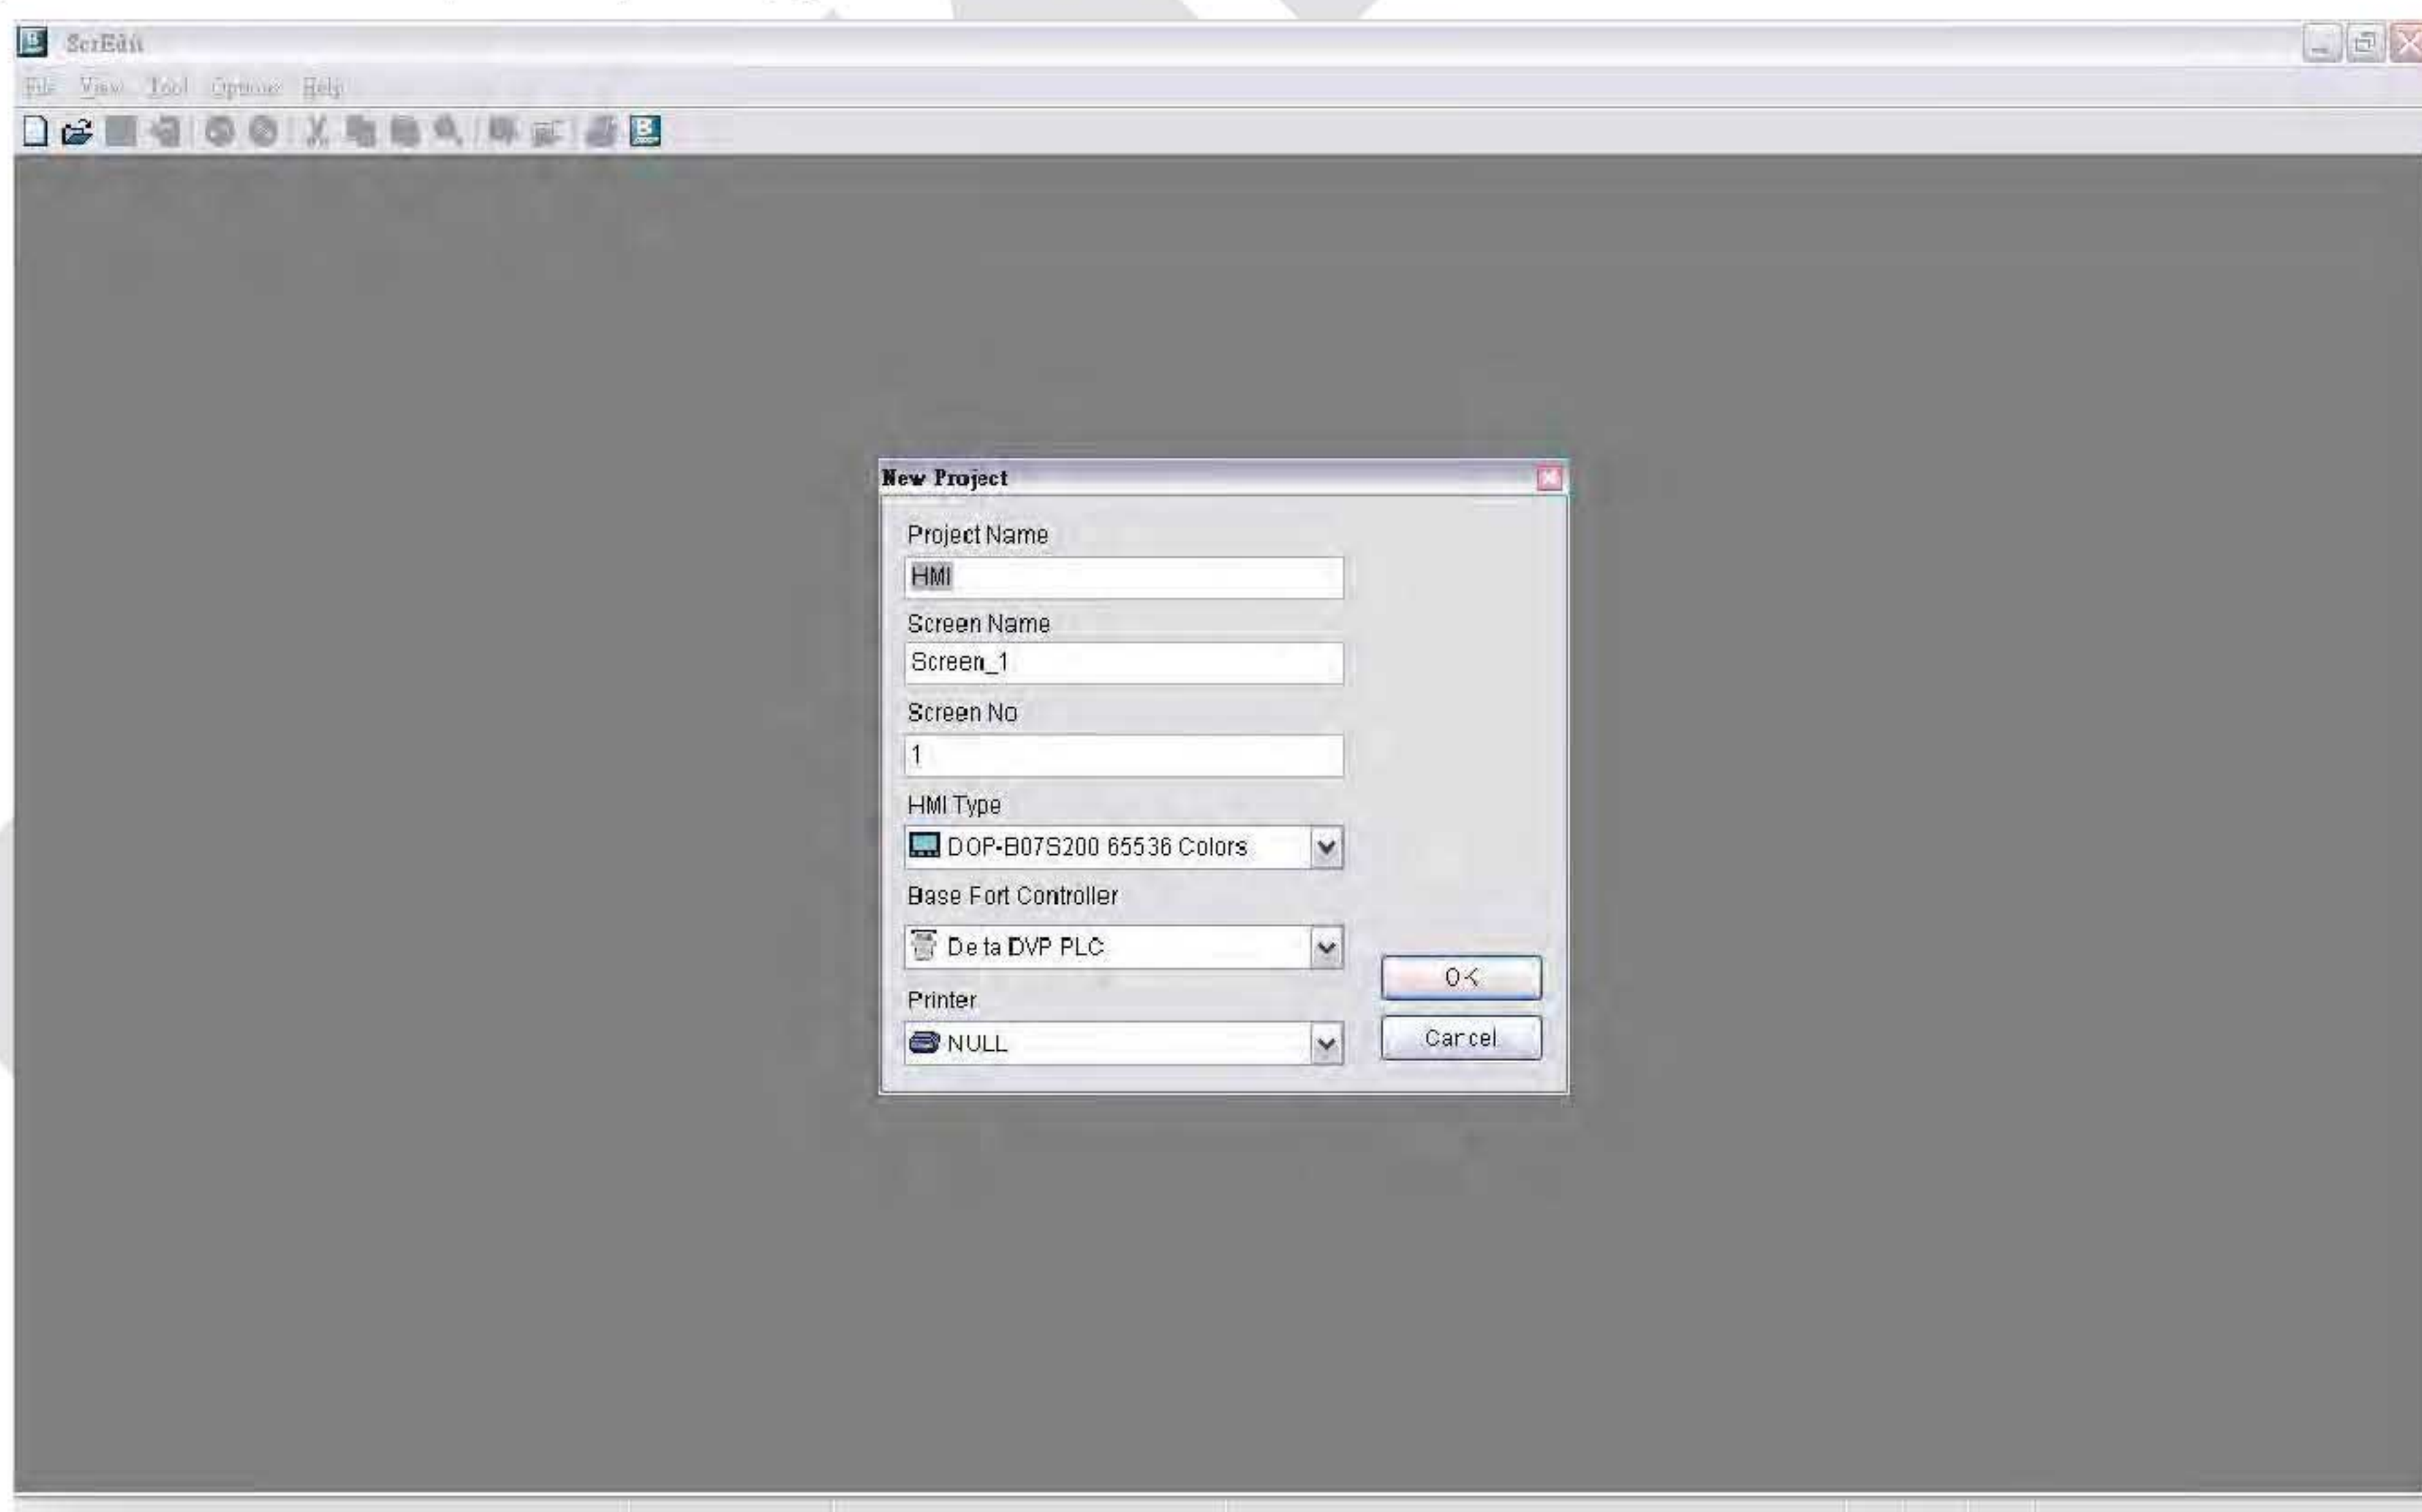 ScrEdit
File View Tool Options Help
New Project
Project Name
HMI
Screen Name
Screen_1
Screen No
1
HMI Type
DOP-B07S200 65536 Colors
Base Port Controller
Delta DVP PLC
Printer
NULL
OK
Cancel